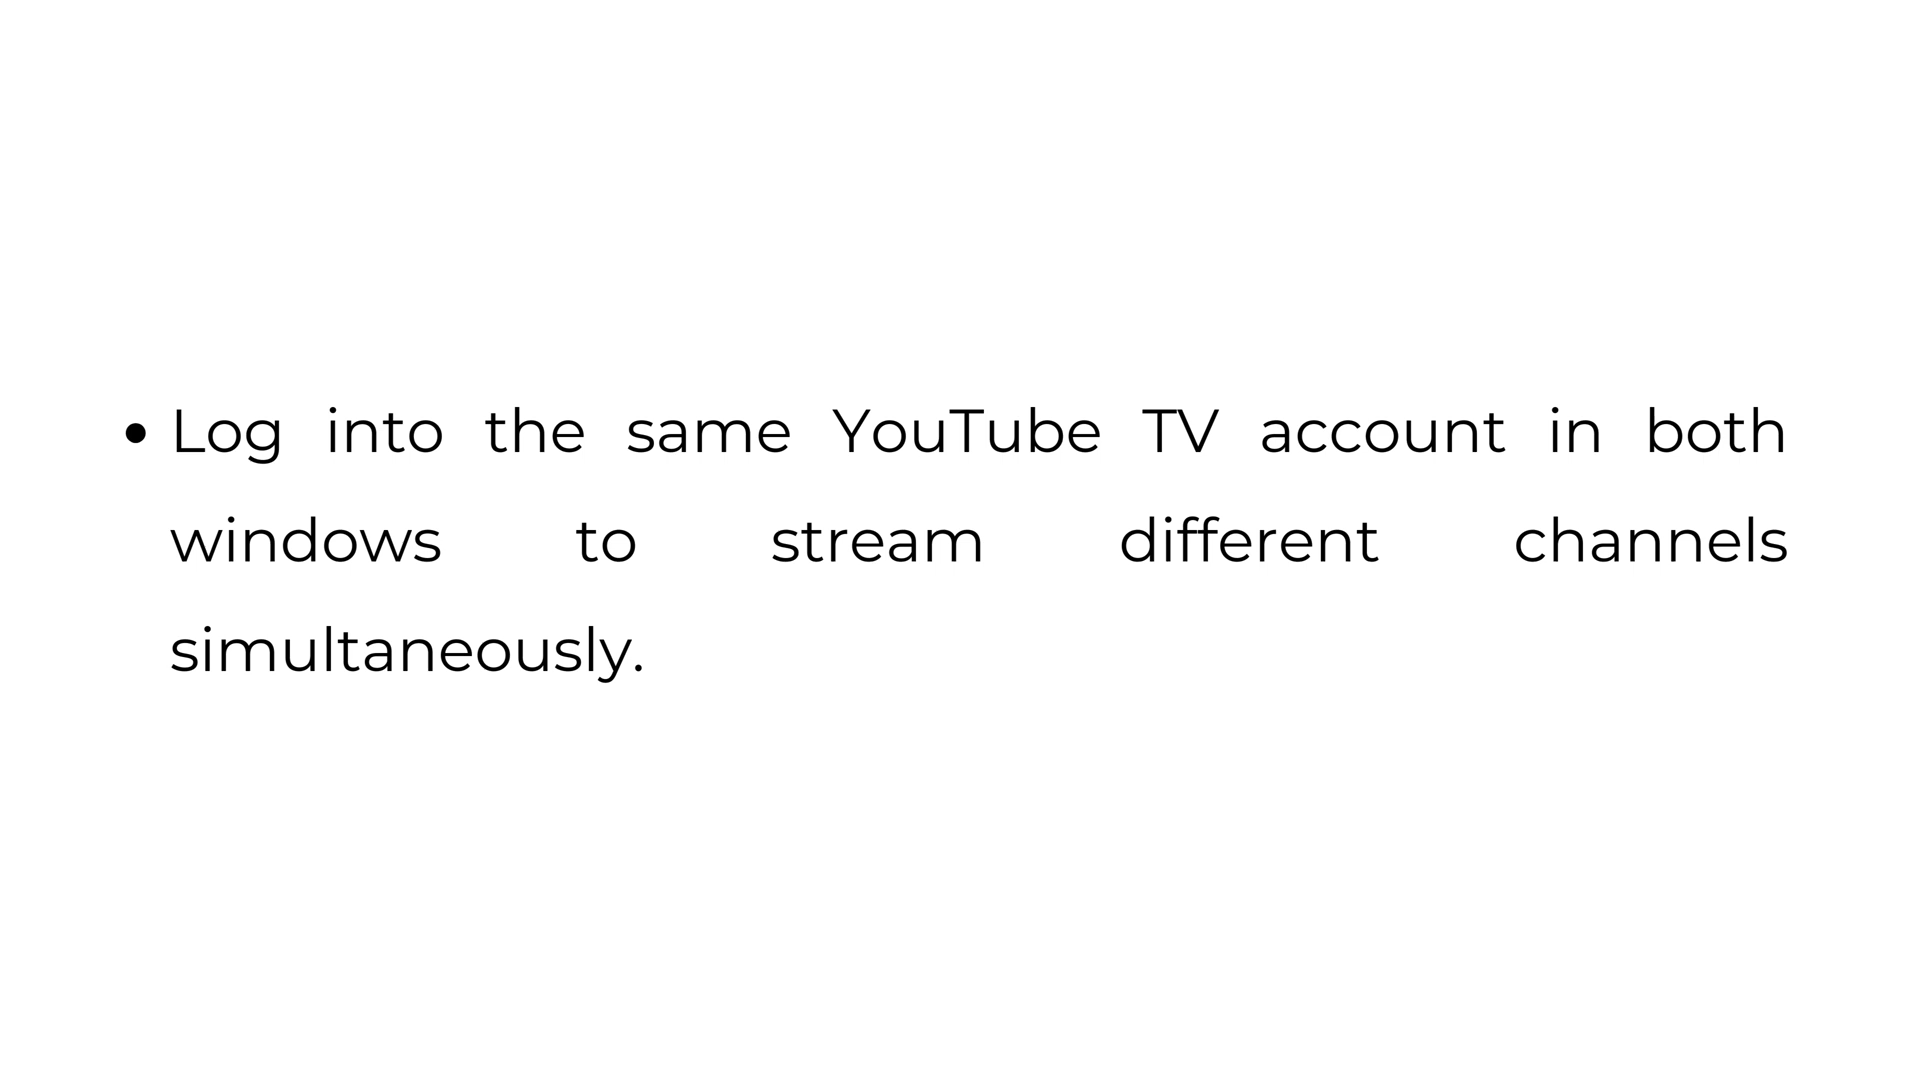 • Log into the same YouTube TV account in both
windows to stream different channels
simultaneously.